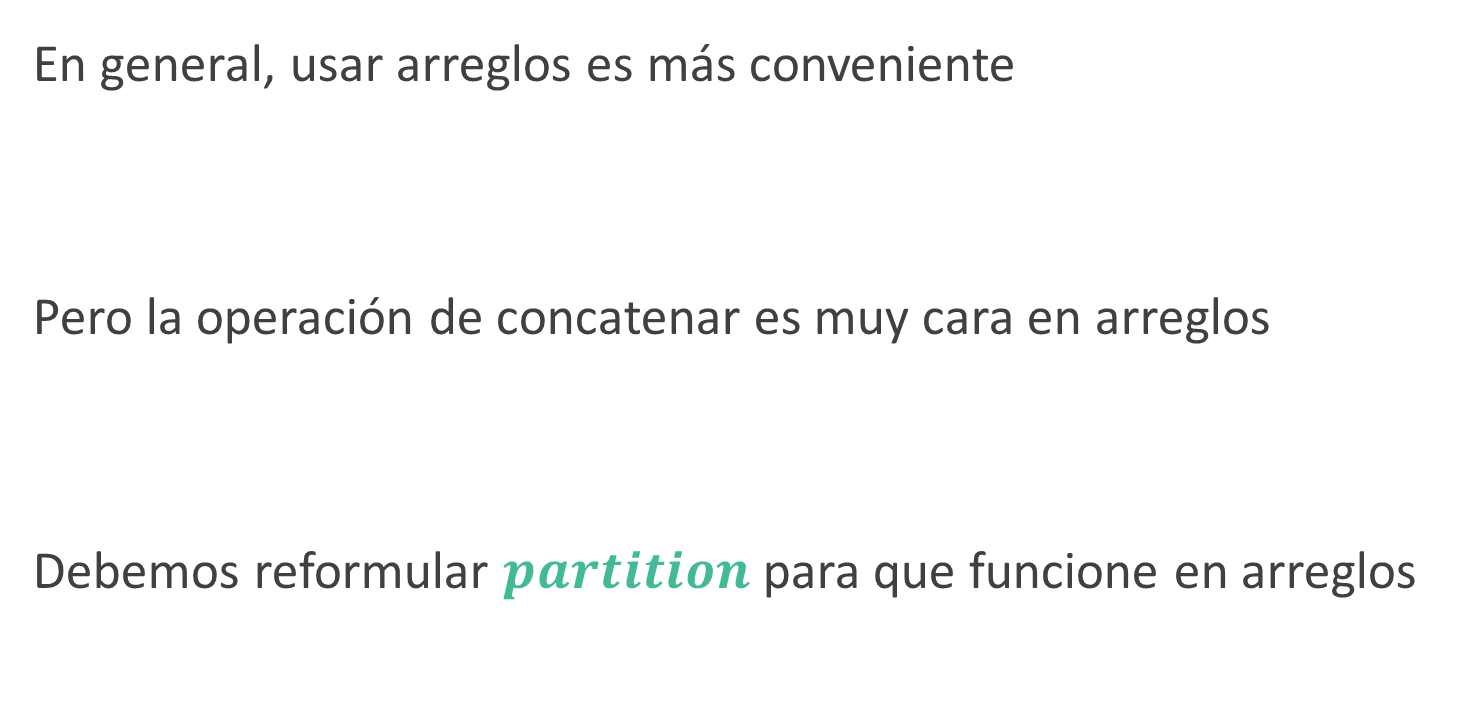 En general, usar arreglos es más conveniente
Pero la operación de concatenar es muy cara en arreglos
Debemos reformular partition para que funcione en arreglos